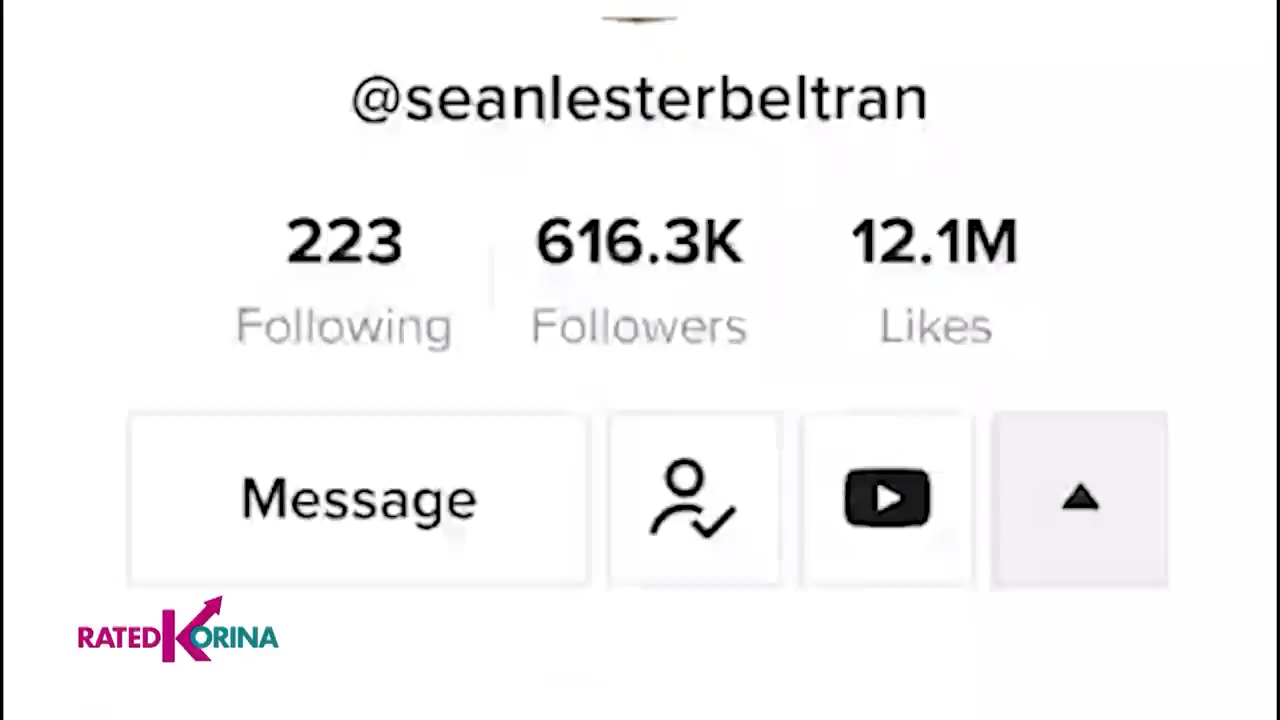 @seanlesterbeltran
223 616.3K 12.1M
Following Followers Likes
Message
RATED KORINA